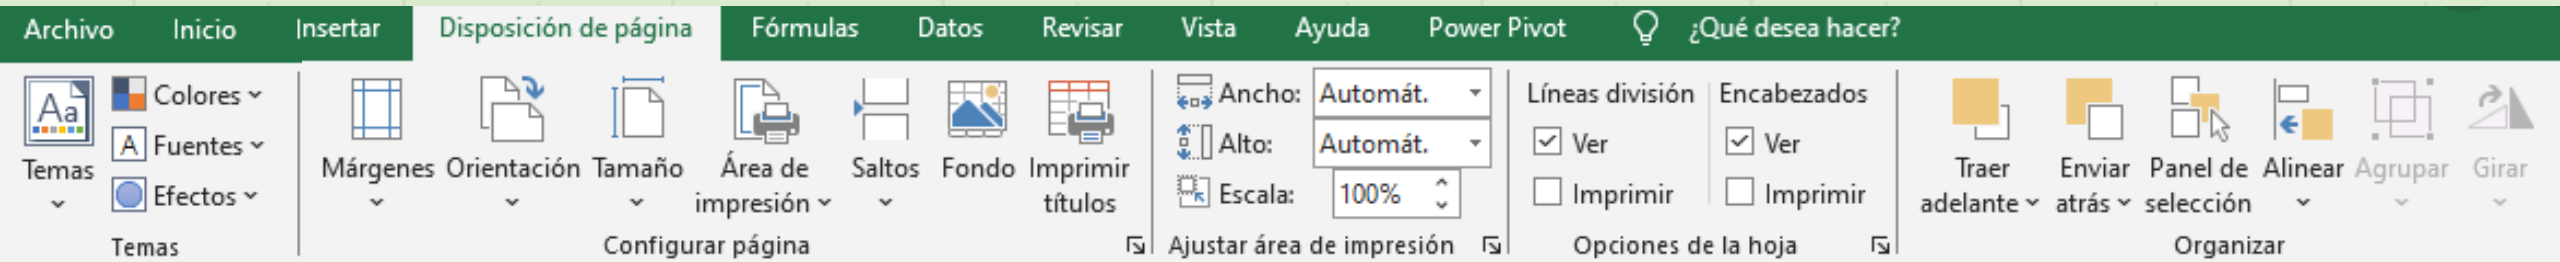 Archivo Inicio Insertar Disposición de página Fórmulas Datos Revisar Vista Ayuda Power Pivot ¿Qué desea hacer?
Aa
Temas
Colores
A Fuentes
Efectos
Temas
Márgenes
Orientación
Tamaño
Área de
impresión
Saltos
Fondo
Imprimir
títulos
Configurar página
Ancho: Automát.
Alto: Automát.
Escala: 100%
Ajustar área de impresión
Líneas división
Ver
Imprimir
Encabezados
Ver
Imprimir
Opciones de la hoja
Traer
adelante
Enviar
atrás
Panel de
selección
Alinear
Agrupar
Girar
Organizar